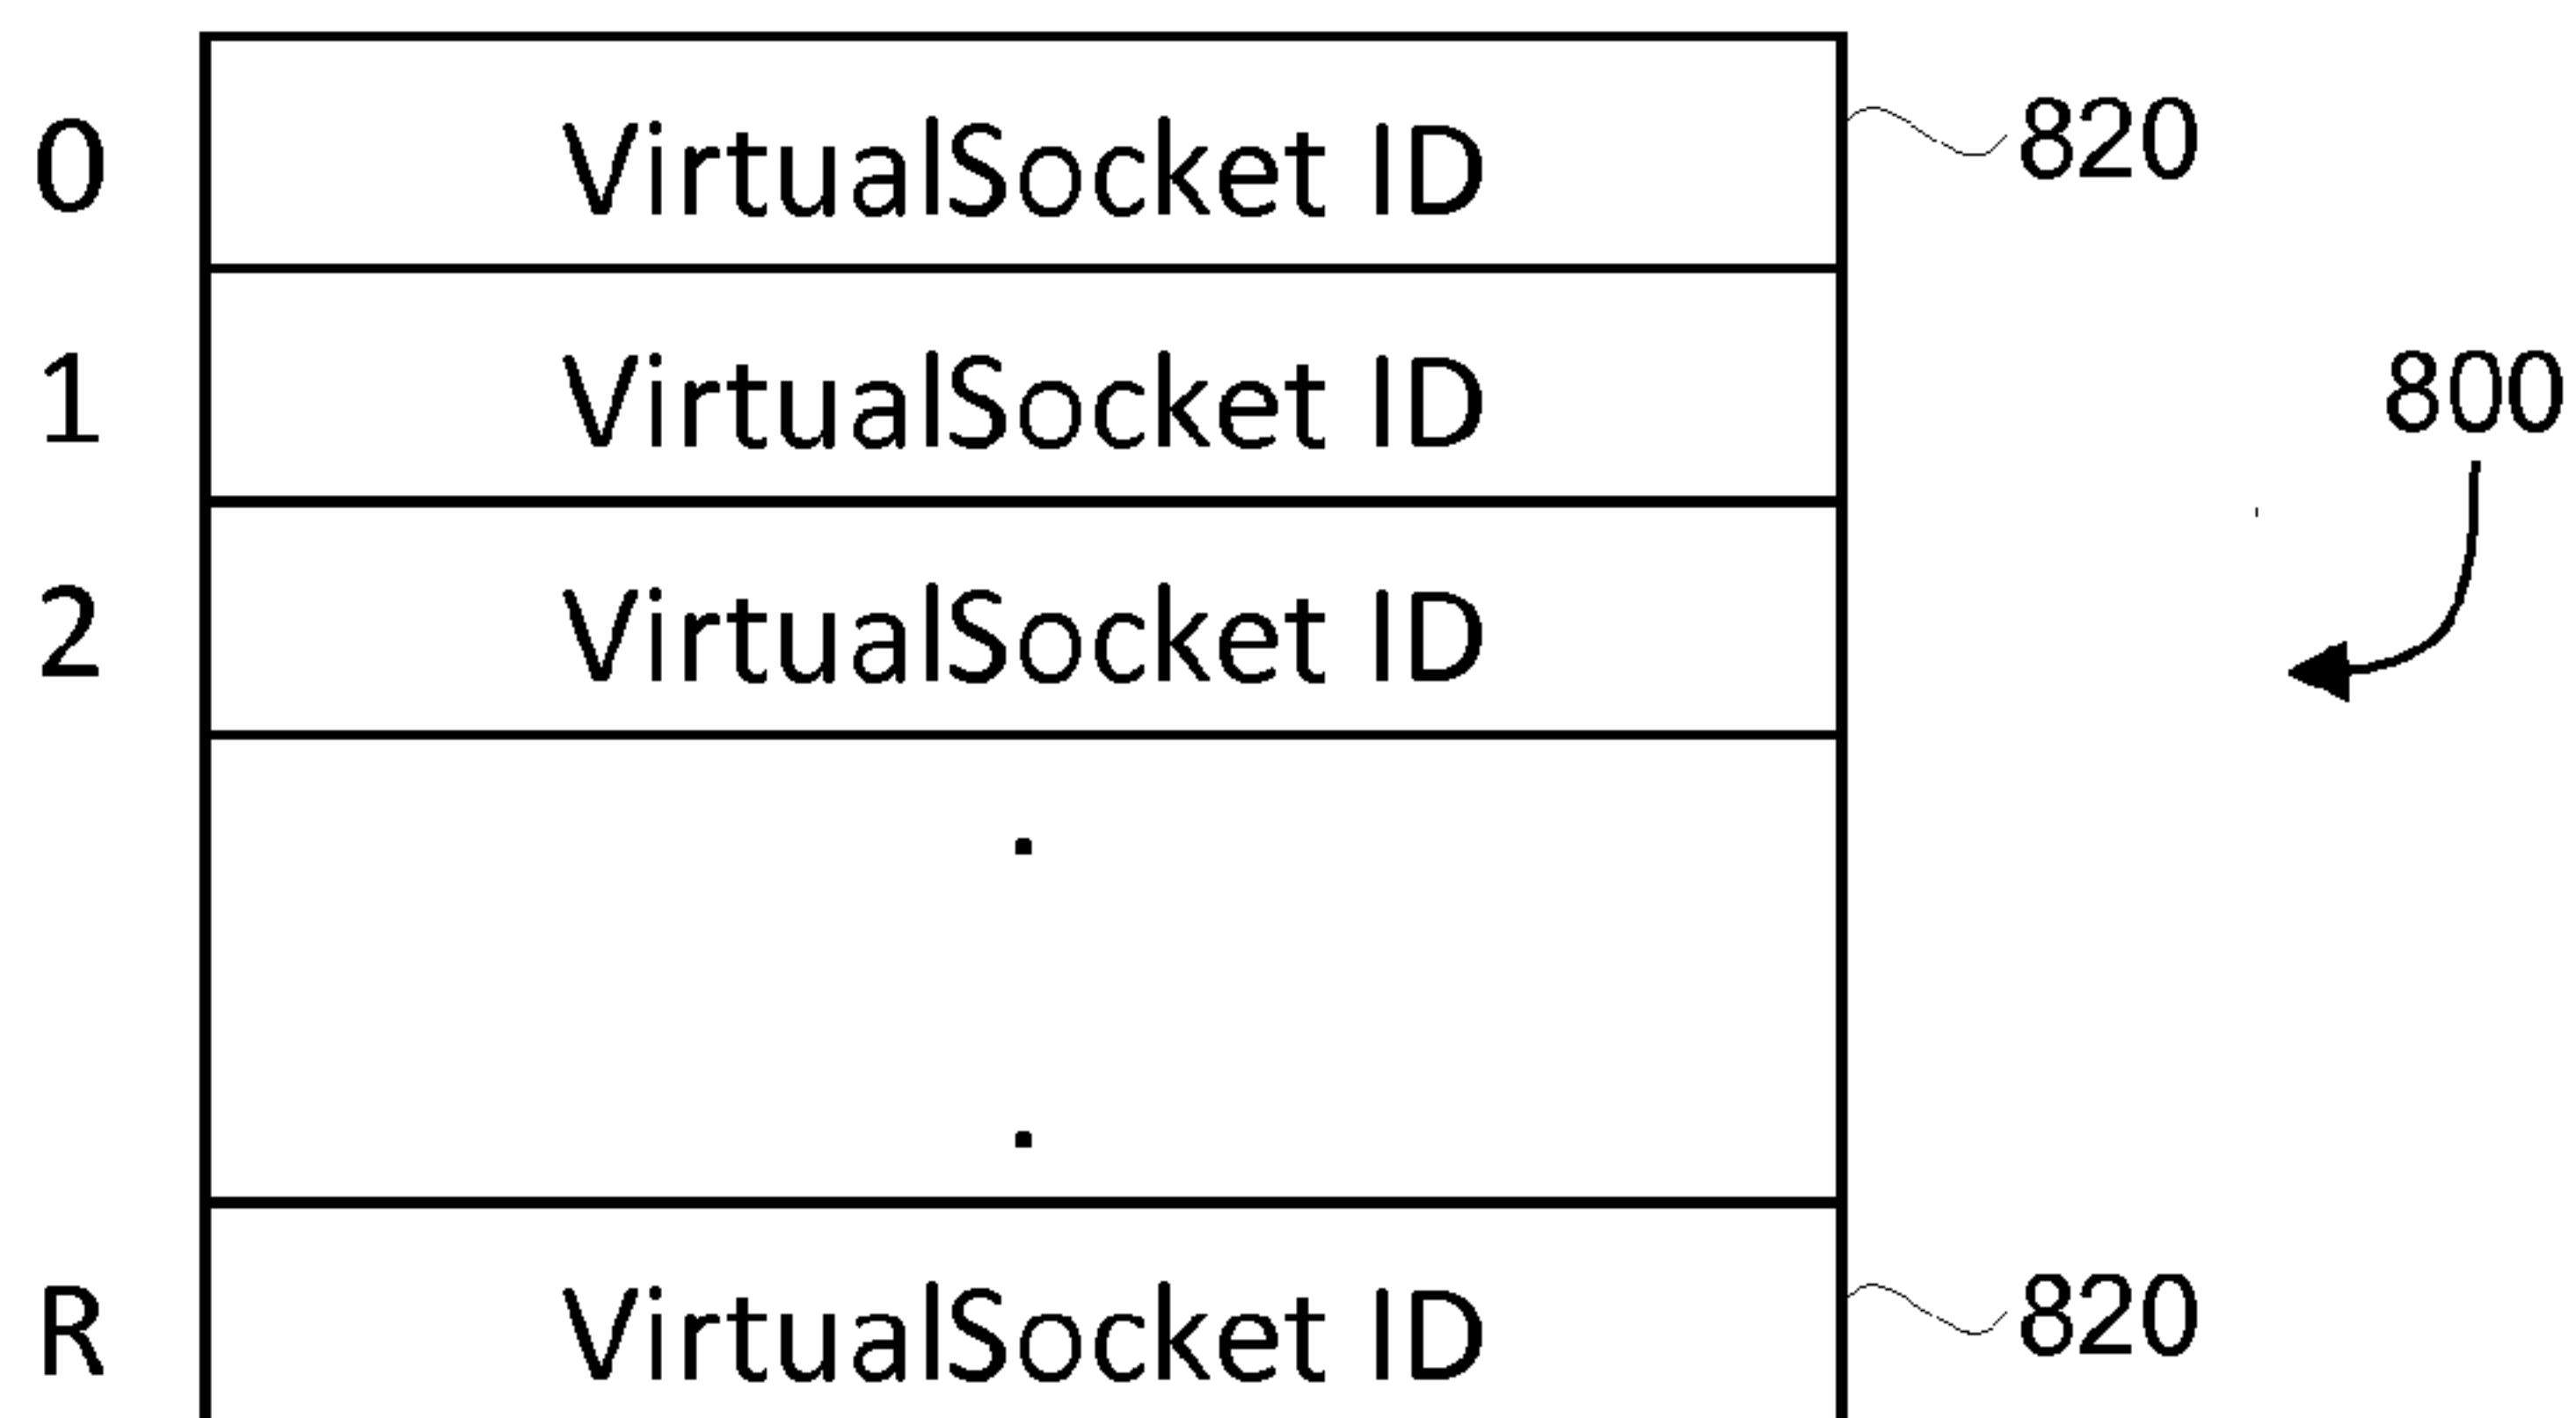 0 VirtualSocket ID 820
1 VirtualSocket ID 800
2 VirtualSocket ID
.
.
R VirtualSocket ID 820